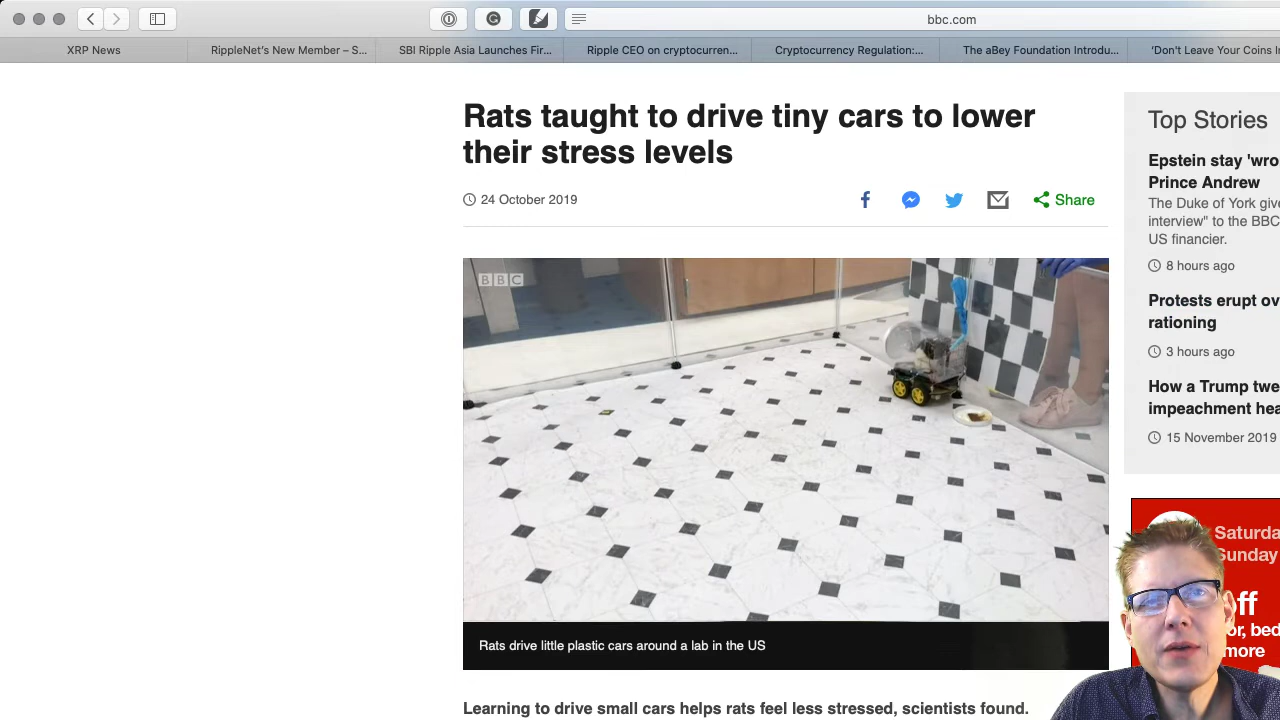 bbc.com
XRP News
RippleNet's New Member – S...
SBI Ripple Asia Launches Fir...
Ripple CEO on cryptocurren...
Cryptocurrency Regulation:...
The aBey Foundation Introdu...
'Don't Leave Your Coins
Rats taught to drive tiny cars to lower
their stress levels
24 October 2019
Share
BBC
Rats drive little plastic cars around a lab in the US
Learning to drive small cars helps rats feel less stressed, scientists found.
Top Stories
Epstein stay 'wro
Prince Andrew
The Duke of York give
interview" to the BBC
US financier.
8 hours ago
Protests erupt ov
rationing
3 hours ago
How a Trump twe
impeachment hea
15 November 2019
Saturda
Sunday
ff
or, bed
more